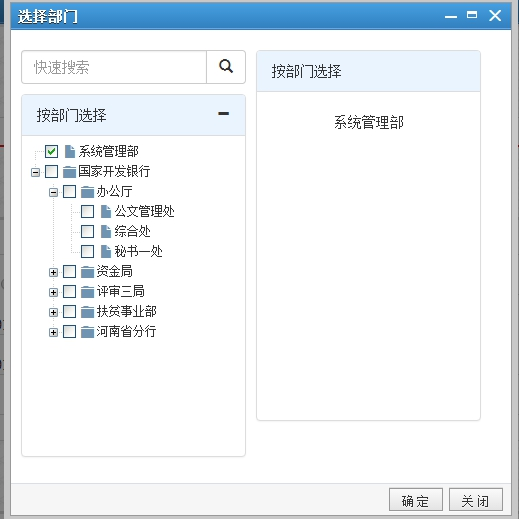 选择部门
快速搜索
按部门选择
系统管理部
国家开发银行
办公厅
公文管理处
综合处
秘书一处
资金局
评审三局
扶贫事业部
河南省分行
按部门选择
系统管理部
确定
关闭